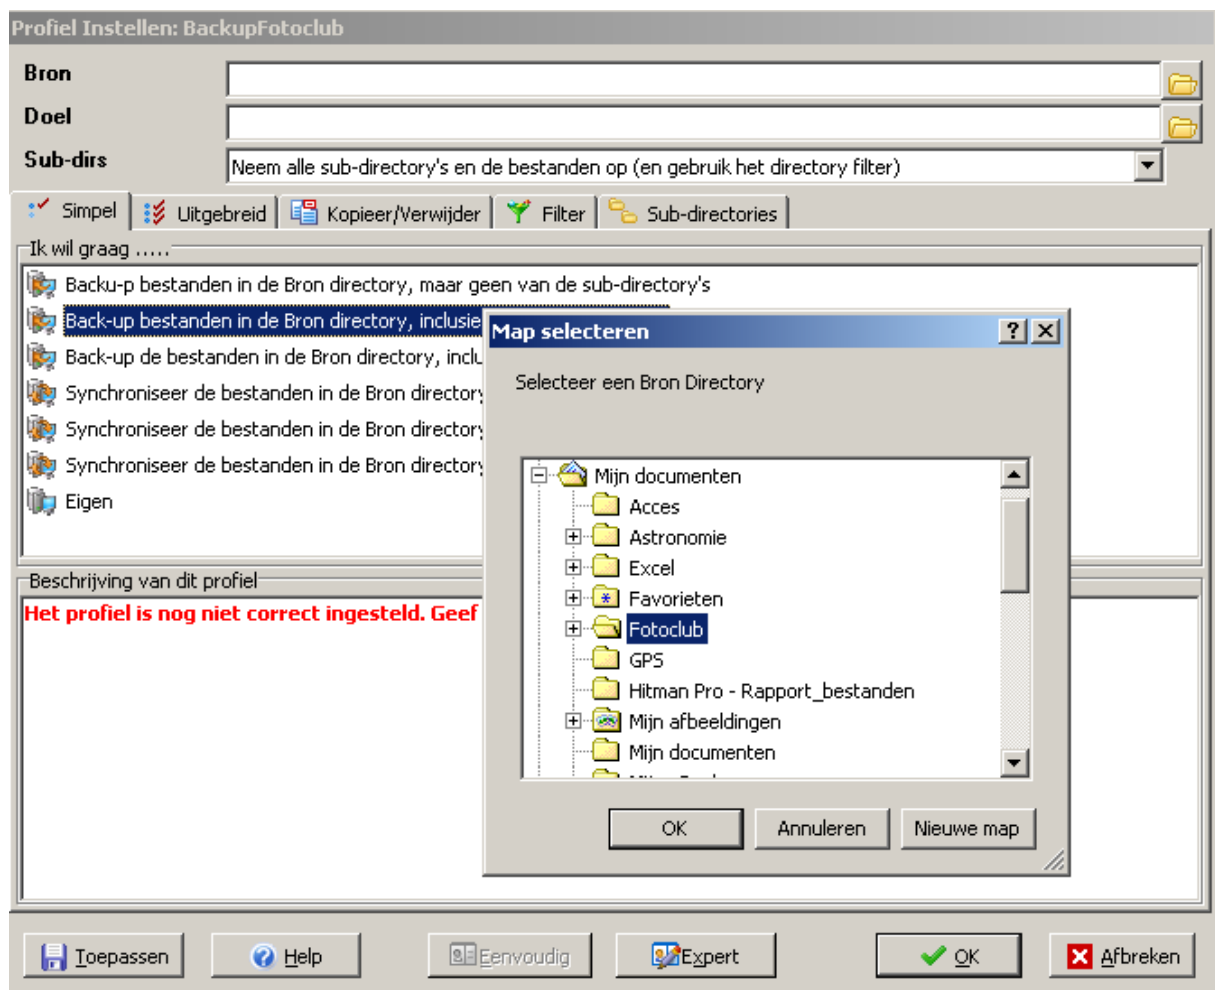 Profiel Instellen: BackupFotoclub
Bron
Doel
Sub-dirs
Neem alle sub-directory's en de bestanden op (en gebruik het directory filter)
Simpel Uitgebreid Kopieer/Verwijder Filter Sub-directories
Ik wil graag .....
Backu-p bestanden in de Bron directory, maar geen van de sub-directory's
Back-up bestanden in de Bron directory, inclusie
Back-up de bestanden in de Bron directory, inclu
Synchroniseer de bestanden in de Bron directory
Synchroniseer de bestanden in de Bron directory
Synchroniseer de bestanden in de Bron directory
Eigen
Beschrijving van dit profiel
Het profiel is nog niet correct ingesteld. Geef
Map selecteren
Selecteer een Bron Directory
Mijn documenten
Acces
Astronomie
Excel
Favorieten
Fotoclub
GPS
Hitman Pro - Rapport_bestanden
Mijn afbeeldingen
Mijn documenten
OK Annuleren Nieuwe map
Toepassen Help Eenvoudig Expert OK Afbreken